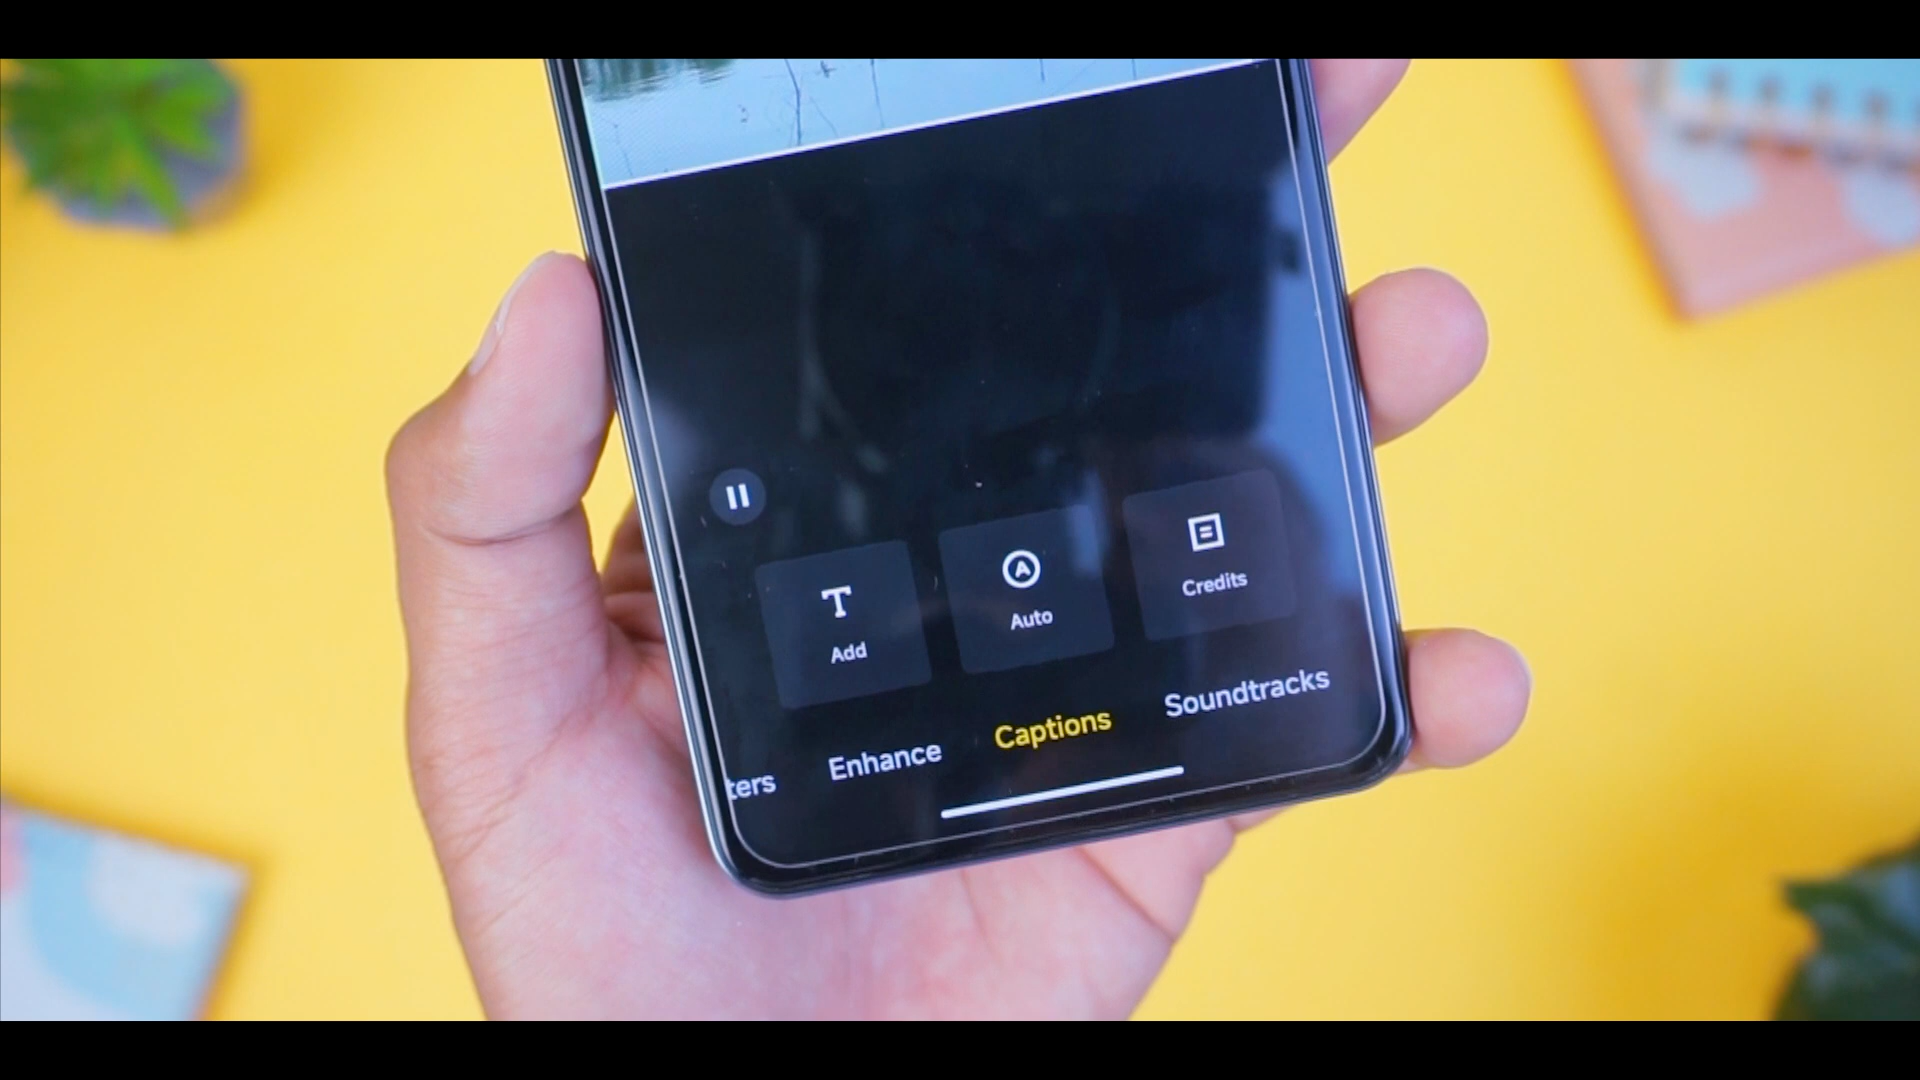 Add
Auto
Credits
ters
Enhance
Captions
Soundtracks